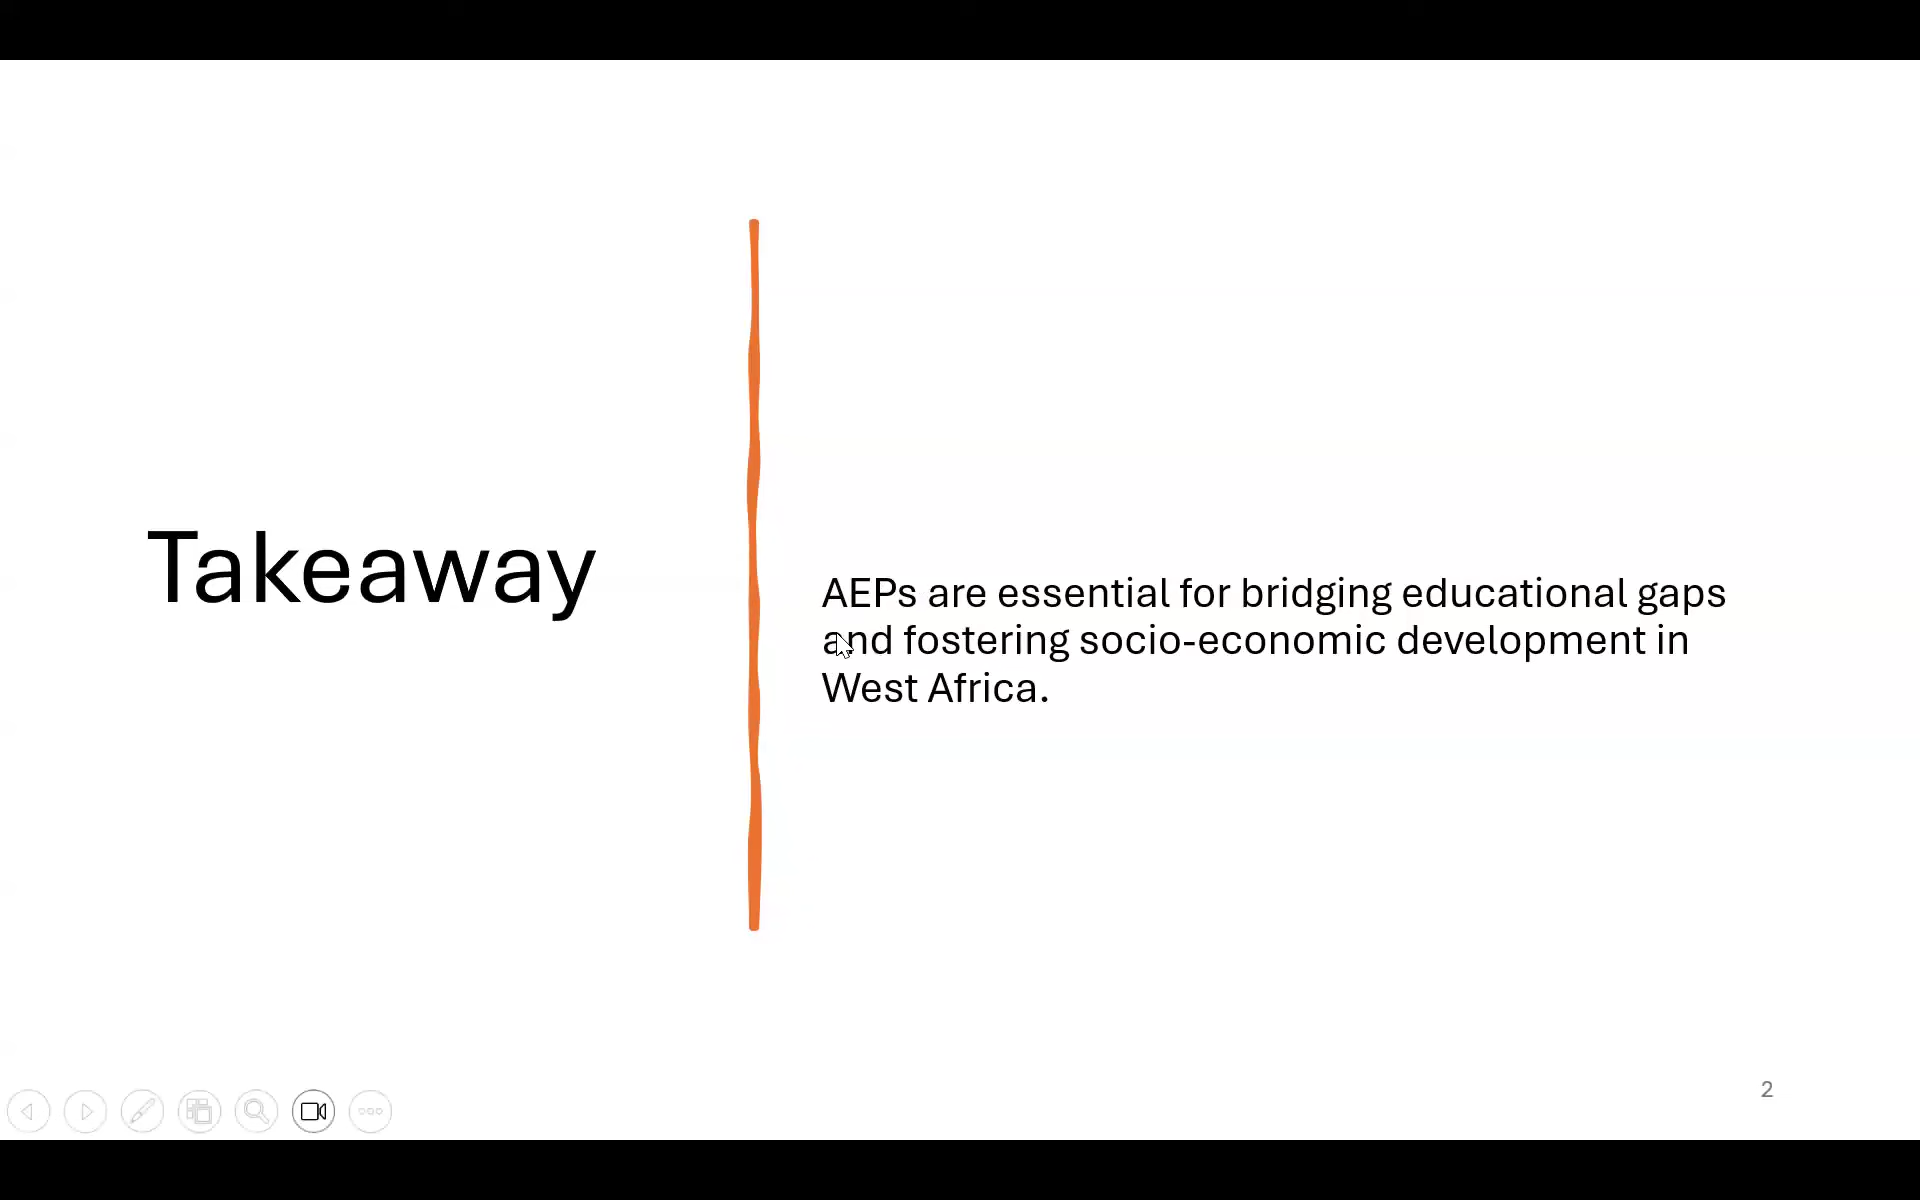 Takeaway
AEPs are essential for bridging educational gaps
and fostering socio-economic development in
West Africa.
2